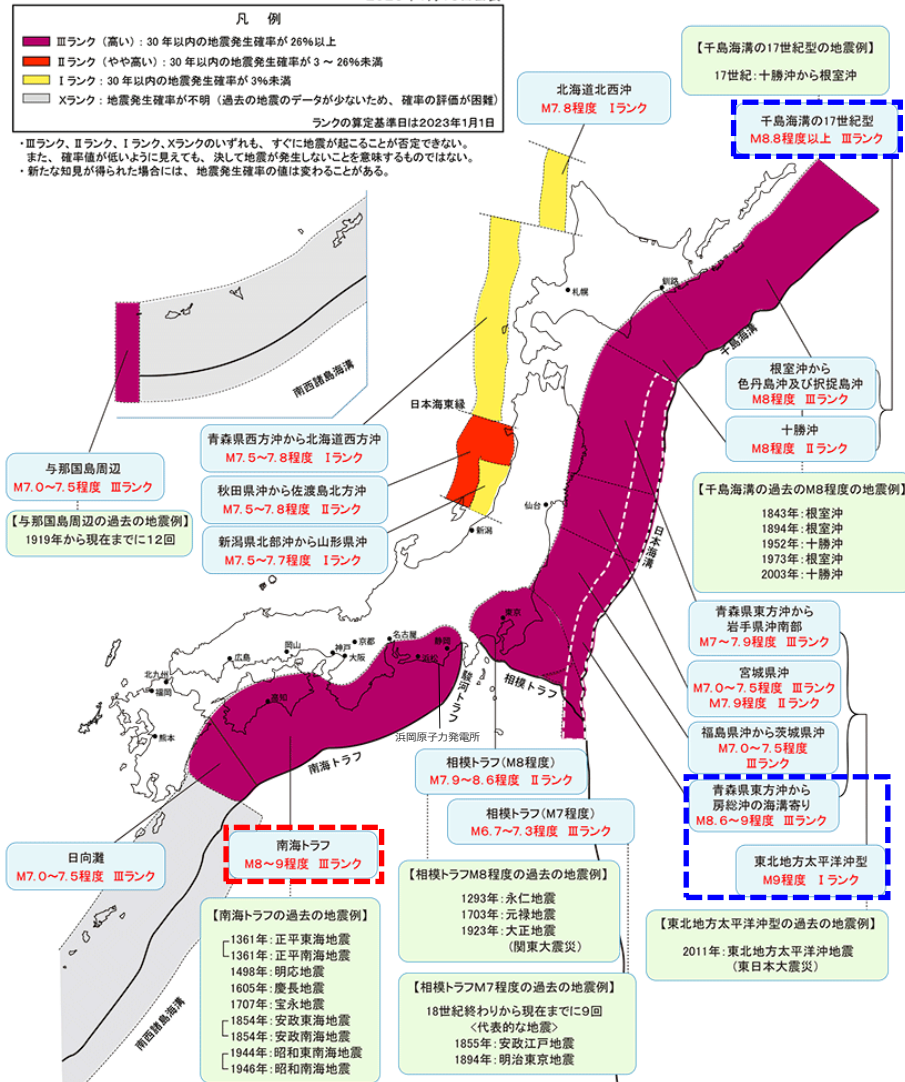 凡 例
Ⅲランク（高い）：30年以内の地震発生確率が26%以上
Ⅱランク（やや高い）：30年以内の地震発生確率が3～26%未満
Ⅰランク：30年以内の地震発生確率が3%未満
Xランク：地震発生確率が不明（過去の地震のデータが少ないため、確率の評価が困難）
ランクの算定基準日は2023年1月1日
・Ⅲランク、Ⅱランク、Ⅰランク、Xランクのいずれも、すぐに地震が起こることが否定できない。
また、確率値が低いように見えても、決して地震が発生しないことを意味するものではない。
・新たな知見が得られた場合には、地震発生確率の値は変わることがある。
北海道北西沖
M7.8程度 Ⅰランク
【千島海溝の17世紀型の地震例】
17世紀：十勝沖から根室沖
千島海溝の17世紀型
M8.8程度以上 Ⅲランク
札幌
釧路
千島海溝
南西諸島海溝
日本海東縁
根室沖から
色丹島沖及び択捉島沖
M8程度 Ⅲランク
十勝沖
M8程度 Ⅱランク
青森県西方沖から北海道西方沖
M7.5～7.8程度 Ⅰランク
与那国島周辺
M7.0～7.5程度 Ⅲランク
秋田県沖から佐渡島北方沖
M7.5～7.8程度 Ⅱランク
【与那国島周辺の過去の地震例】
1919年から現在までに12回
新潟県北部沖から山形県沖
M7.5～7.7程度 Ⅰランク
仙台
新潟
日本海溝
【千島海溝の過去のM8程度の地震例】
1843年：根室沖
1894年：根室沖
1952年：十勝沖
1973年：根室沖
2003年：十勝沖
青森県東方沖から
岩手県沖南部
M7～7.9程度 Ⅲランク
宮城県沖
M7.0～7.5程度 Ⅲランク
M7.9程度 Ⅱランク
福島県沖から茨城県沖
M7.0～7.5程度
Ⅲランク
東京
名古屋
静岡
浜松
京都
神戸
大阪
岡山
広島
北九州
福岡
高知
熊本
駿河トラフ
相模トラフ
浜岡原子力発電所
南海トラフ
相模トラフ(M8程度)
M7.9～8.6程度 Ⅱランク
青森県東方沖から
房総沖の海溝寄り
M8.6～9程度 Ⅲランク
相模トラフ(M7程度)
M6.7～7.3程度 Ⅲランク
日向灘
M7.0～7.5程度 Ⅲランク
南海トラフ
M8～9程度 Ⅲランク
東北地方太平洋沖型
M9程度 Ⅰランク
【相模トラフM8程度の過去の地震例】
1293年：永仁地震
1703年：元禄地震
1923年：大正地震
(関東大震災)
【南海トラフの過去の地震例】
1361年：正平東海地震
1361年：正平南海地震
1498年：明応地震
1605年：慶長地震
1707年：宝永地震
1854年：安政東海地震
1854年：安政南海地震
1944年：昭和東南海地震
1946年：昭和南海地震
【東北地方太平洋沖型の過去の地震例】
2011年：東北地方太平洋沖地震
(東日本大震災)
【相模トラフM7程度の過去の地震例】
18世紀終わりから現在までに9回
<代表的な地震>
1855年：安政江戸地震
1894年：明治東京地震
南西諸島海溝